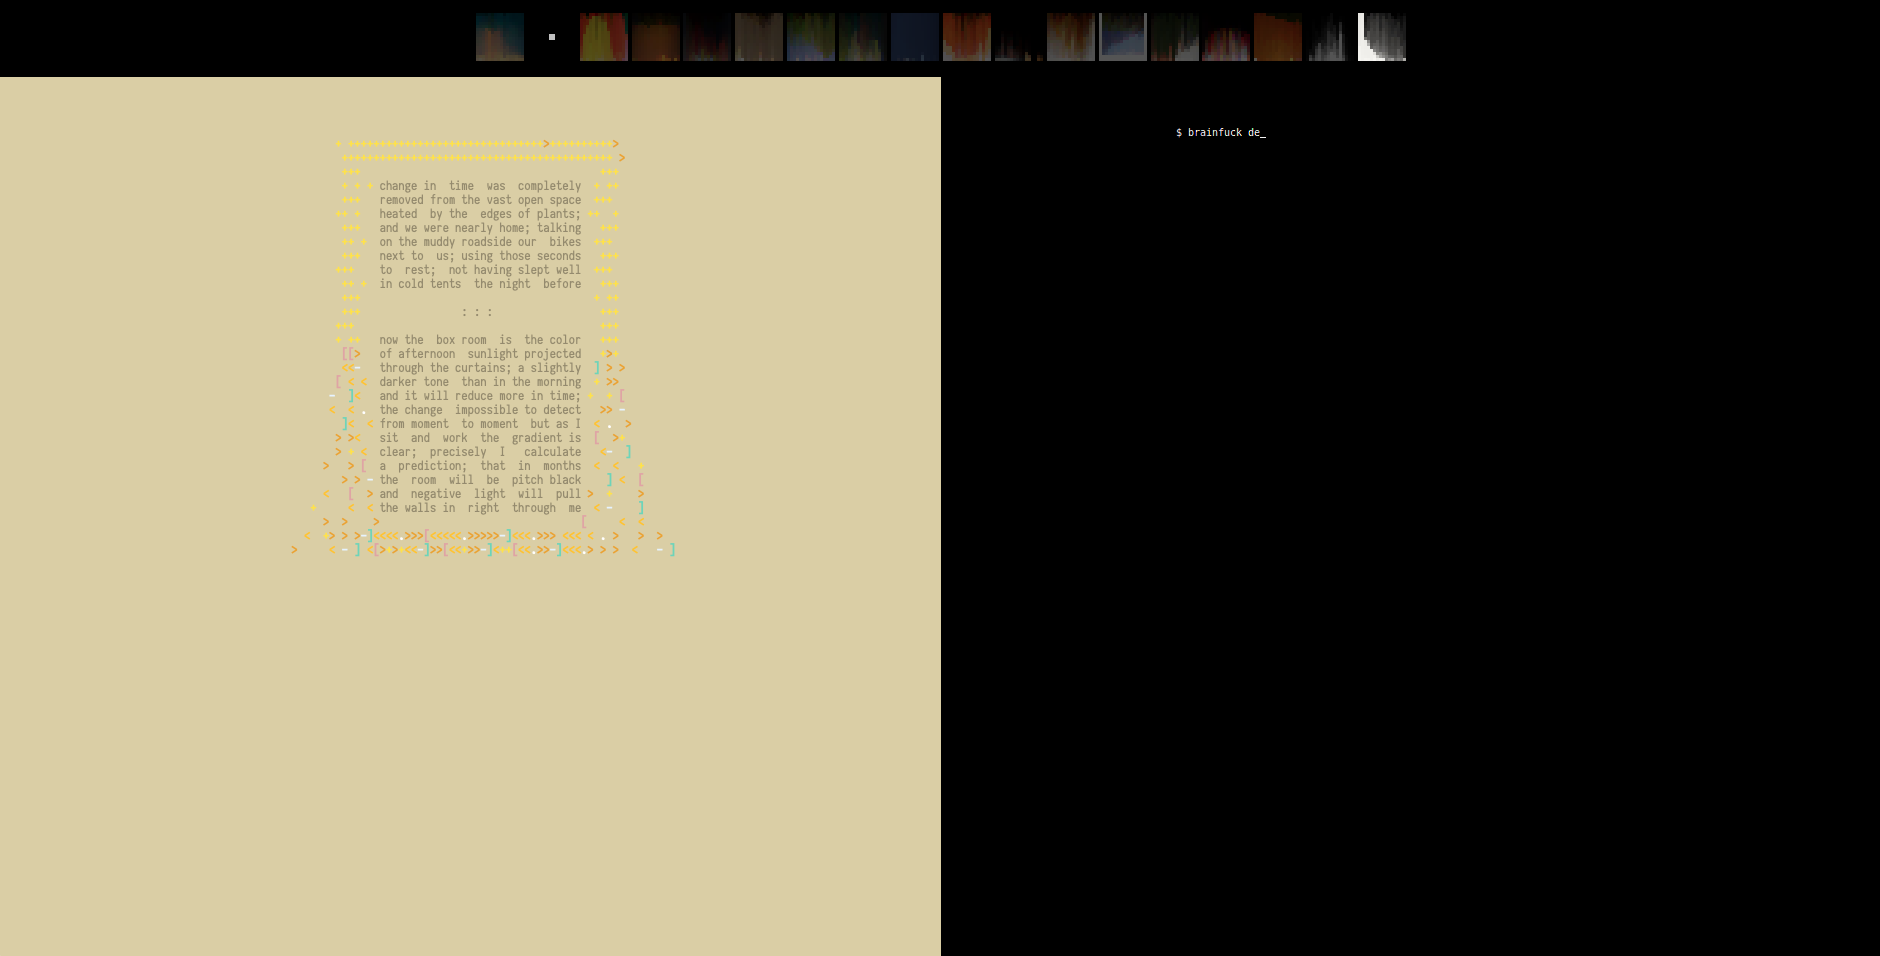 + +++++++++++++++++++++++++++++++>++++++++++>
+++++++++++++++++++++++++++++++++++++++++++ >
+++ +++
+ + + change in  time  was  completely + ++
+++ removed from the vast open space +++
++ + heated  by the  edges of plants; ++ +
+++ and we were nearly home; talking +++
++ + on the muddy roadside our  bikes +++
+++ next to  us; using those seconds +++
+++ to  rest;  not having slept well +++
++ + in cold tents  the night  before +++
+++ + ++
+++ : : : +++
+++ +++
+ ++ now the  box room  is  the color +++
[[> of afternoon  sunlight projected +>+
<<- through the curtains; a slightly ] > >
[ < < darker tone  than in the morning + >>
- ]< and it will reduce more in time; + + [
< < . the change  impossible to detect >> -
]< < from moment  to moment  but as I < . >
> >< sit  and  work  the  gradient is [ >+
> + < clear;  precisely  I   calculate <- ]
> > [ a  prediction;  that  in  months < < +
> > - the  room  will  be  pitch black ] < [
< [ > and  negative  light  will  pull > + >
+ < < the walls in  right  through  me < - ]
> > > [ < <
< +> > >-]<<<<.>>>[<<<<<.>>>>>-]<<<.>>> <<< < . > > >
> < - ] <[>+>+<<-]>>[<<+>>-]<++[<<.>>-]<<<.> > > < - ]
$ brainfuck de_